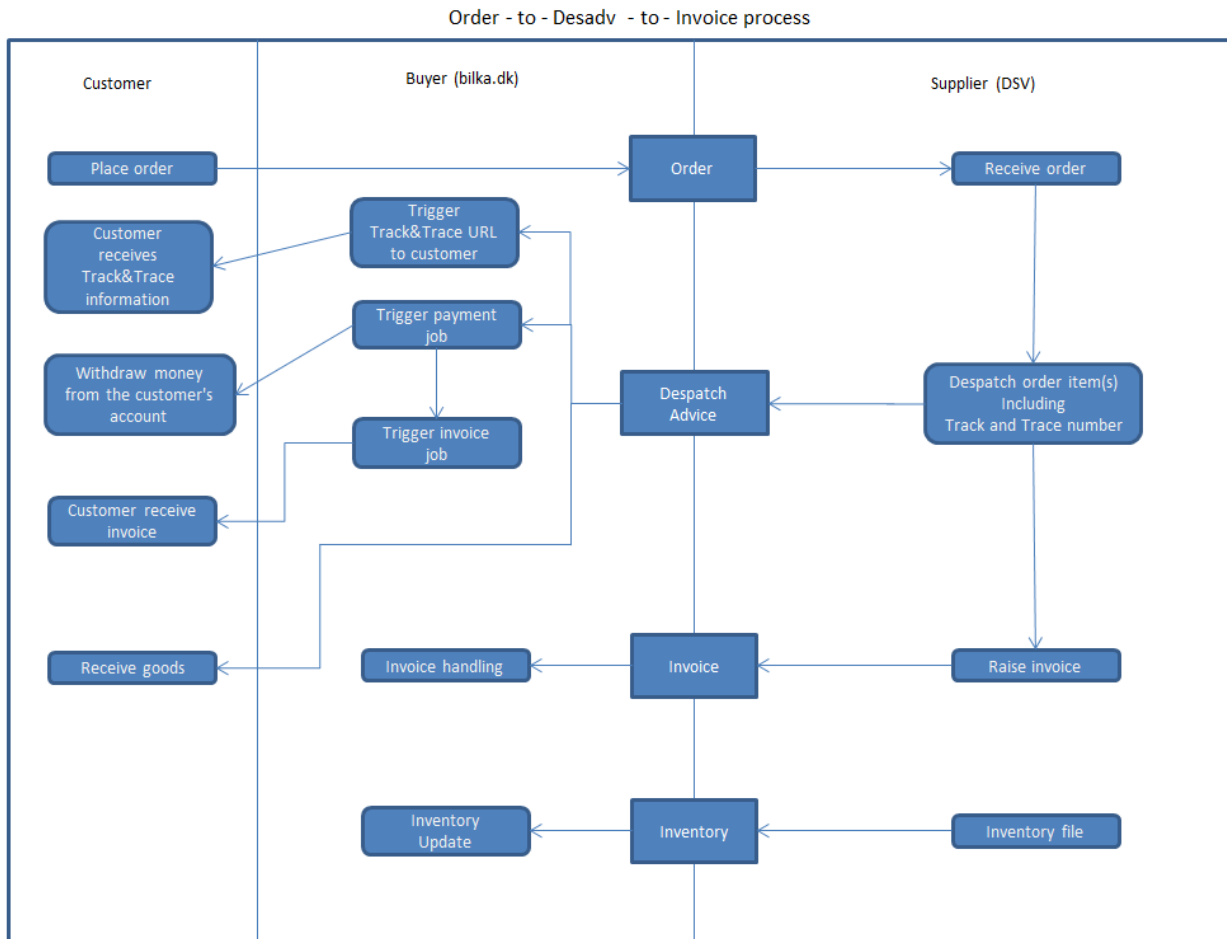 Order - to - Desadv - to - Invoice process
Customer
Buyer (bilka.dk)
Supplier (DSV)
Place order
Order
Receive order
Trigger
Track&Trace URL
to customer
Customer
receives
Track&Trace
information
Trigger payment
job
Withdraw money
from the customer's
account
Despatch
Advice
Despatch order item(s)
Including
Track and Trace number
Trigger invoice
job
Customer receive
invoice
Receive goods
Invoice handling
Invoice
Raise invoice
Inventory
Update
Inventory
Inventory file